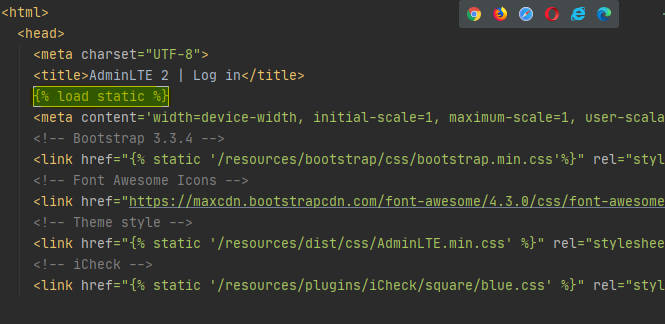 <html>
<head>
<meta charset="UTF-8">
<title>AdminLTE 2 | Log in</title>
{% load static %}
<meta content='width=device-width, initial-scale=1, maximum-scale=1, user-scala
<!-- Bootstrap 3.3.4 -->
<link href="{% static '/resources/bootstrap/css/bootstrap.min.css'%}" rel="style
<!-- Font Awesome Icons -->
<link href="https://maxcdn.bootstrapcdn.com/font-awesome/4.3.0/css/font-awesome
<!-- Theme style -->
<link href="{% static '/resources/dist/css/AdminLTE.min.css' %}" rel="styleshee
<!-- iCheck -->
<link href="{% static '/resources/plugins/iCheck/square/blue.css' %}" rel="style